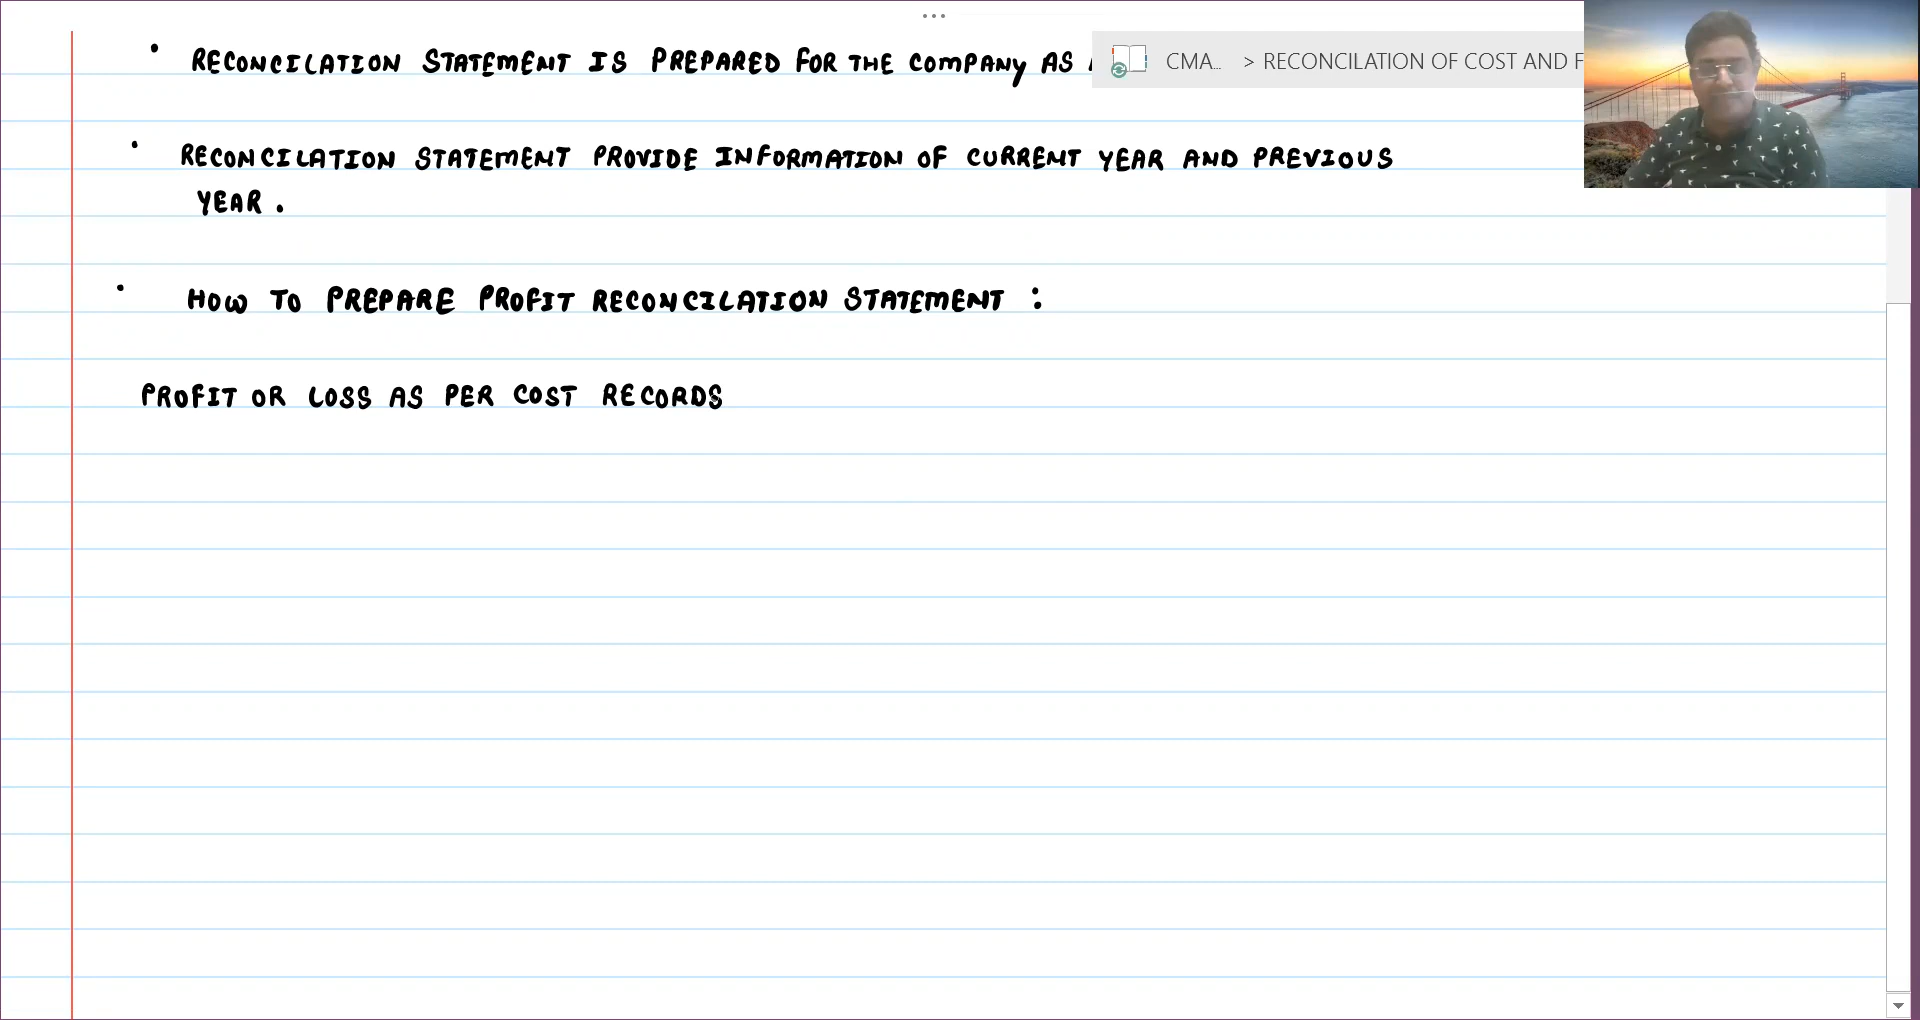 RECONCILATION STATEMENT IS PREPARED FOR THE COMPANY AS
CMA... > RECONCILATION OF COST AND F
RECONCILATION STATEMENT PROVIDE INFORMATION OF CURRENT YEAR AND PREVIOUS
YEAR.
HOW TO PREPARE PROFIT RECONCILATION STATEMENT :
PROFIT OR LOSS AS PER COST RECORDS